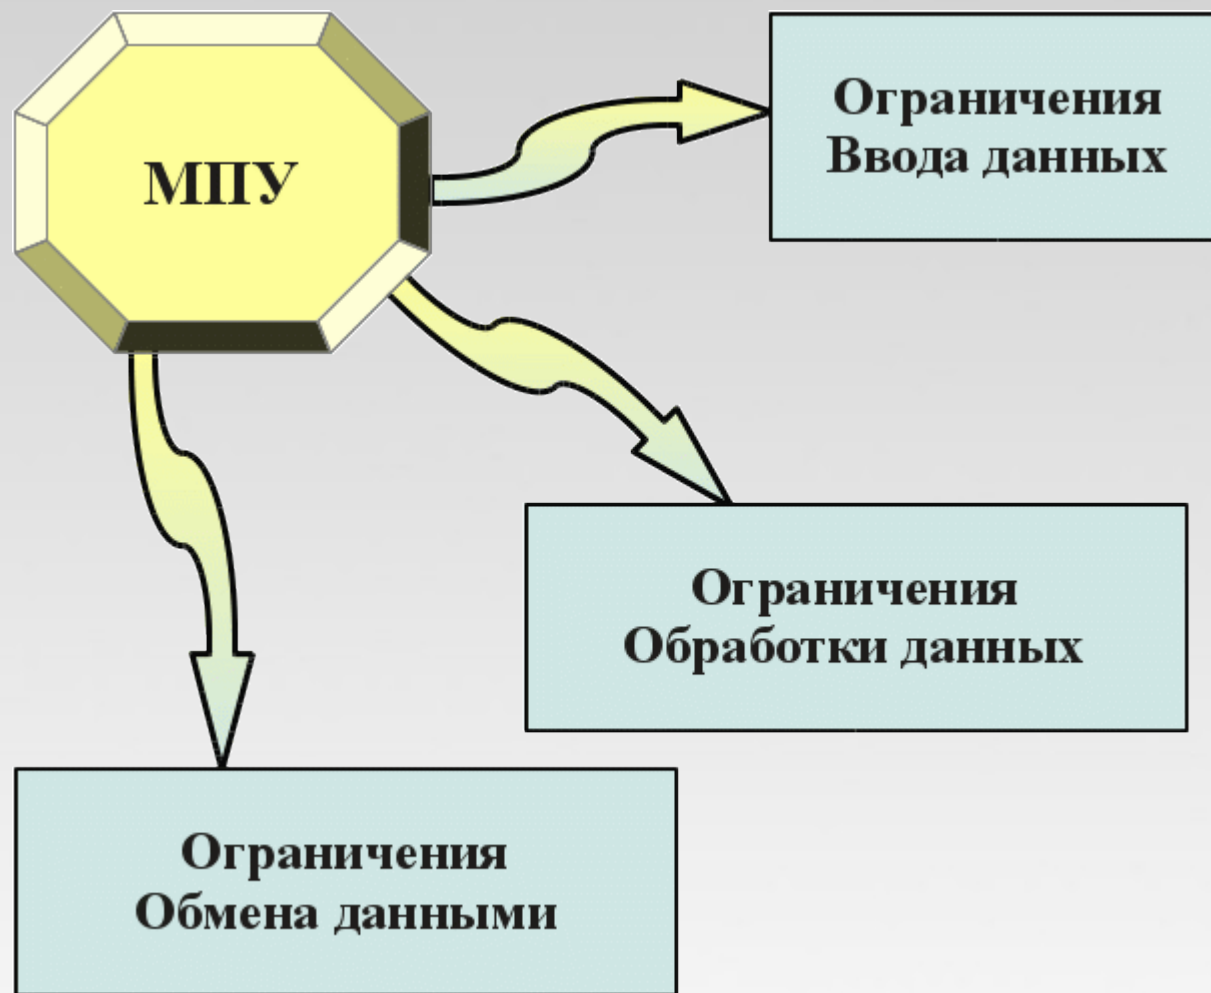 МПУ
Ограничения
Ввода данных
Ограничения
Обработки данных
Ограничения
Обмена данными